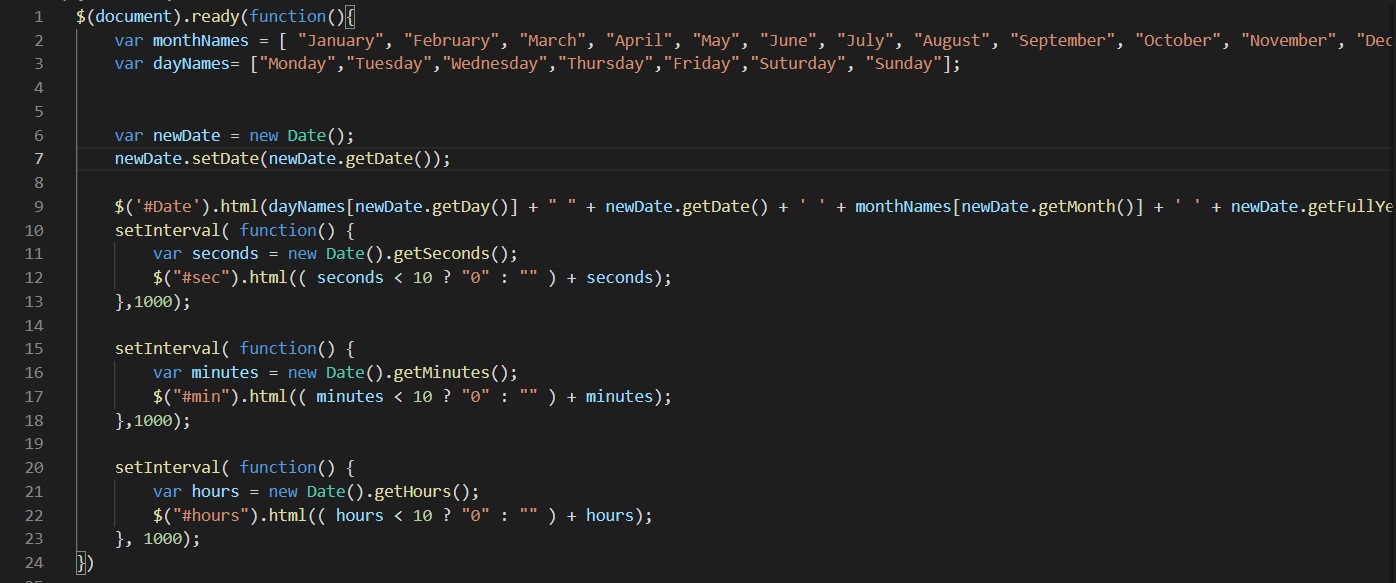 1 $(document).ready(function(){
2 var monthNames = [ "January", "February", "March", "April", "May", "June", "July", "August", "September", "October", "November", "Dec
3 var dayNames= ["Monday","Tuesday","Wednesday","Thursday","Friday","Suturday", "Sunday"];
4
5
6 var newDate = new Date();
7 newDate.setDate(newDate.getDate());
8
9 $('#Date').html(dayNames[newDate.getDay()] + " " + newDate.getDate() + ' ' + monthNames[newDate.getMonth()] + ' ' + newDate.getFullYe
10 setInterval( function() {
11 var seconds = new Date().getSeconds();
12 $("#sec").html(( seconds < 10 ? "0" : "" ) + seconds);
13 },1000);
14
15 setInterval( function() {
16 var minutes = new Date().getMinutes();
17 $("#min").html(( minutes < 10 ? "0" : "" ) + minutes);
18 },1000);
19
20 setInterval( function() {
21 var hours = new Date().getHours();
22 $("#hours").html(( hours < 10 ? "0" : "" ) + hours);
23 }, 1000);
24 })